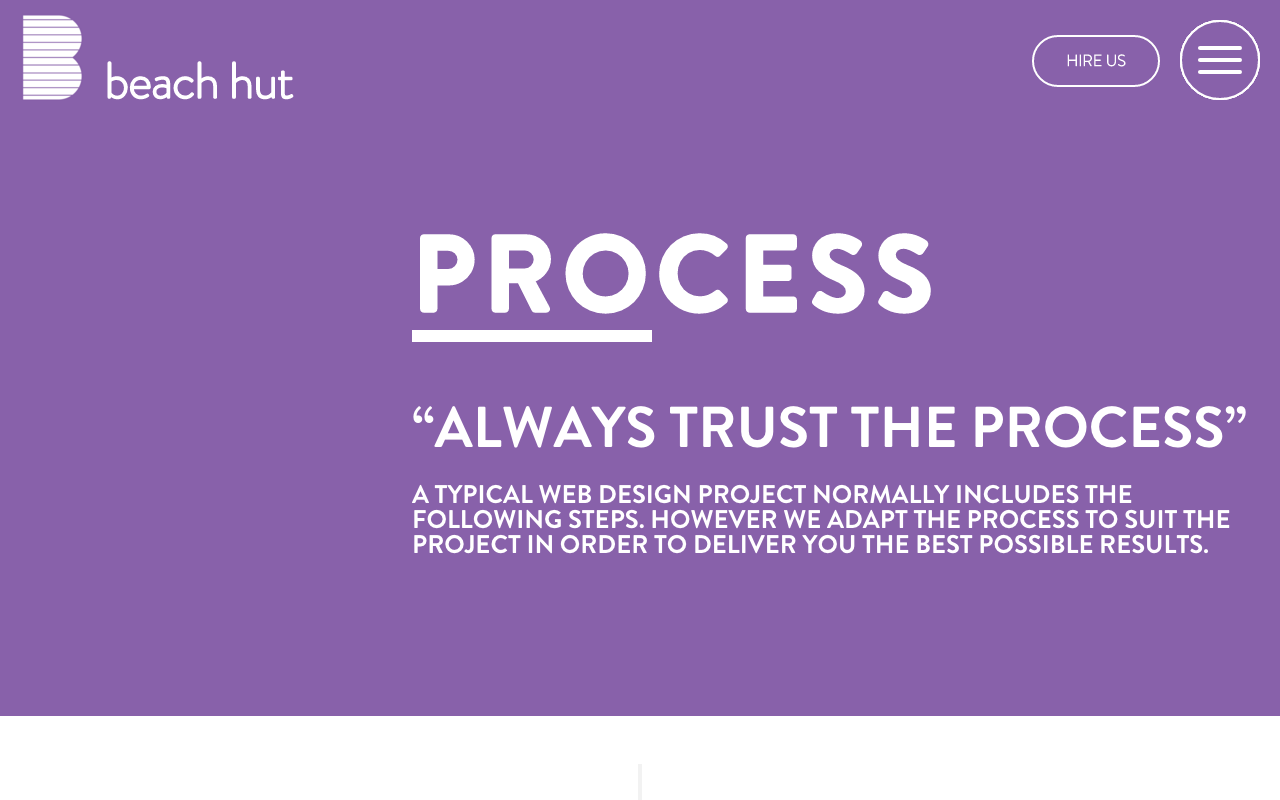 beach hut
HIRE US
PROCESS
“ALWAYS TRUST THE PROCESS”
A TYPICAL WEB DESIGN PROJECT NORMALLY INCLUDES THE
FOLLOWING STEPS. HOWEVER WE ADAPT THE PROCESS TO SUIT THE
PROJECT IN ORDER TO DELIVER YOU THE BEST POSSIBLE RESULTS.